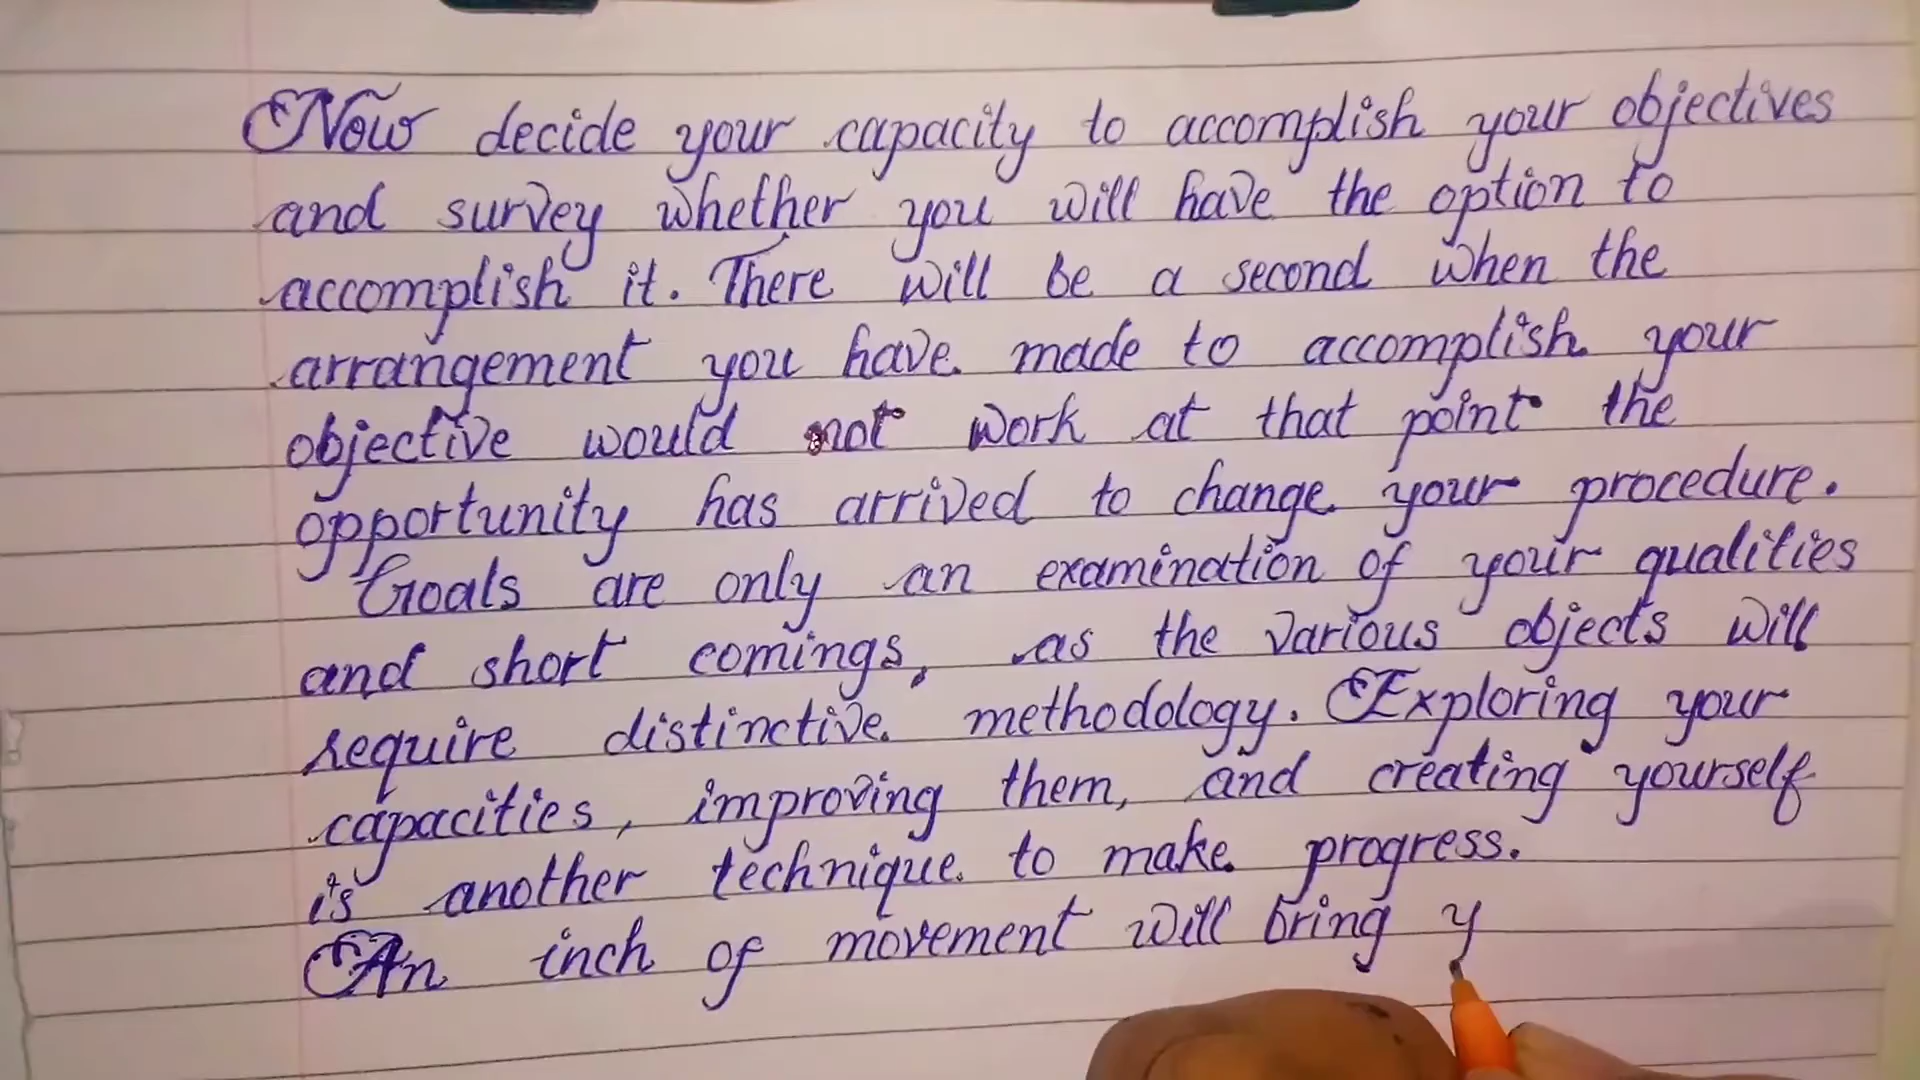 Now decide your capacity to accomplish your objectives
and survey whether you will have the option to
accomplish it. There will be a second when the
arrangement you have made to accomplish your
objective would not work at that point the
opportunity has arrived to change your procedure.
Goals are only an examination of your qualities
and short comings, as the various objects will
require distinctive methodology. Exploring your
capacities, improving them, and creating yourself
is another technique to make progress.
An inch of movement will bring y